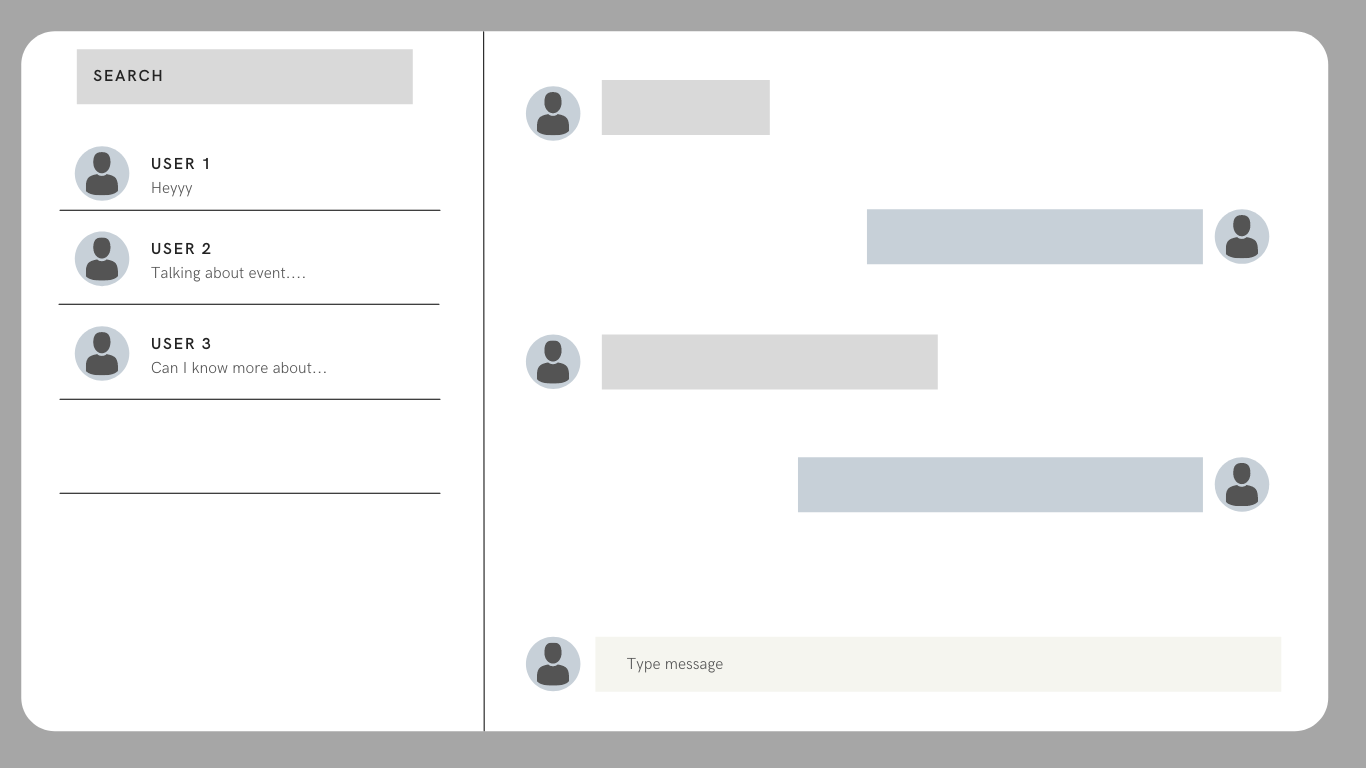 SEARCH
USER 1
Heyyy
USER 2
Talking about event....
USER 3
Can I know more about...
Type message